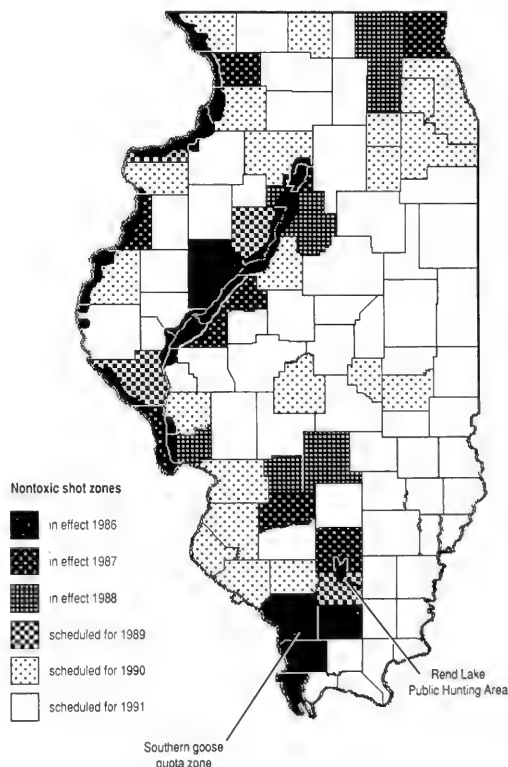 Nontoxic shot zones
in effect 1986
in effect 1987
in effect 1988
scheduled for 1989
scheduled for 1990
scheduled for 1991
Rend Lake
Public Hunting Area
Southern goose
quota zone